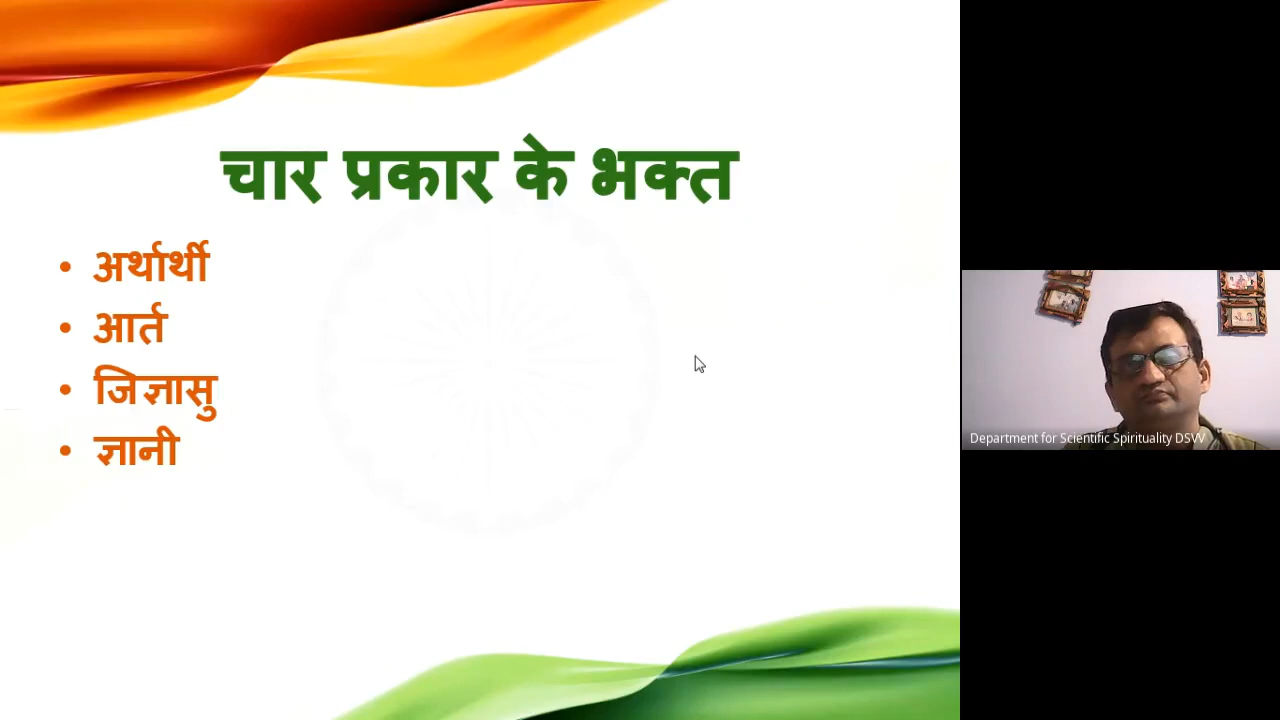 चार प्रकार के भक्त
• अर्थार्थी
• आर्त
• जिज्ञासु
• ज्ञानी
Department for Scientific Spirituality DSVV